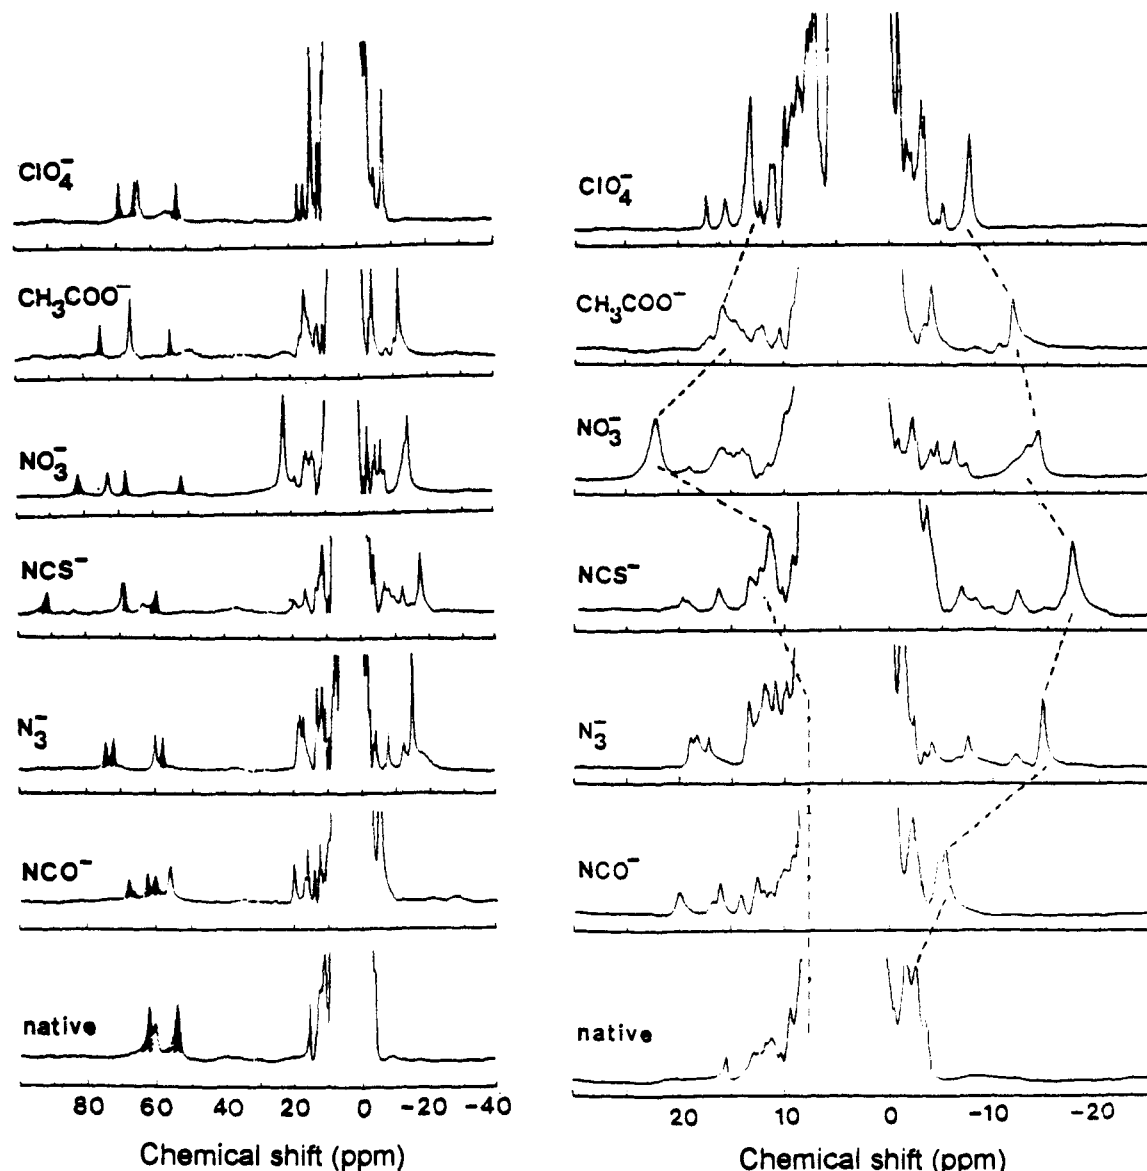 ClO₄⁻
CH₃COO⁻
NO₃⁻
NCS⁻
N₃⁻
NCO⁻
native
80 60 40 20 0 -20 -40
Chemical shift (ppm)
ClO₄⁻
CH₃COO⁻
NO₃⁻
NCS⁻
N₃⁻
NCO⁻
native
20 10 0 -10 -20
Chemical shift (ppm)